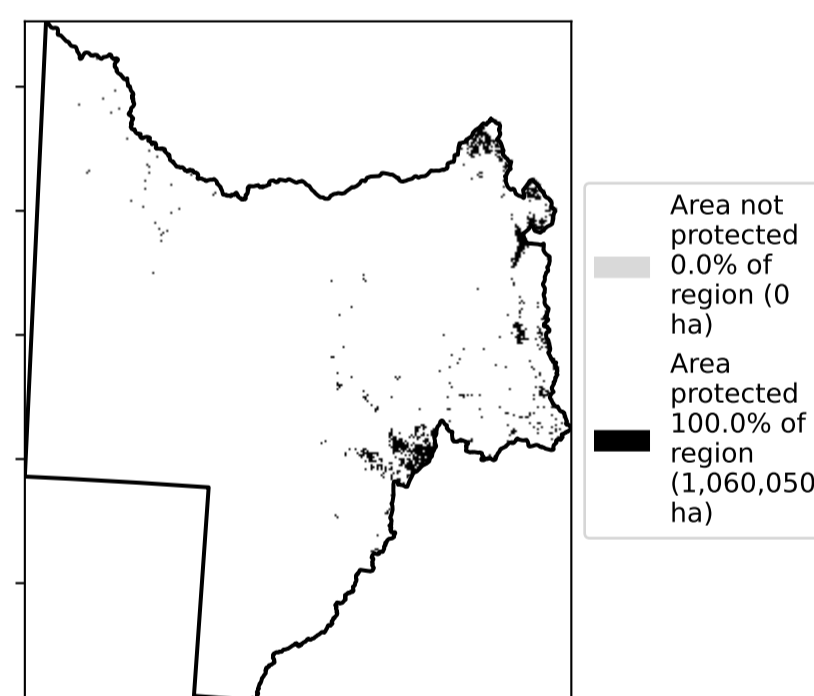 Area not
protected
0.0% of
region (0
ha)
Area
protected
100.0% of
region
(1,060,050
ha)